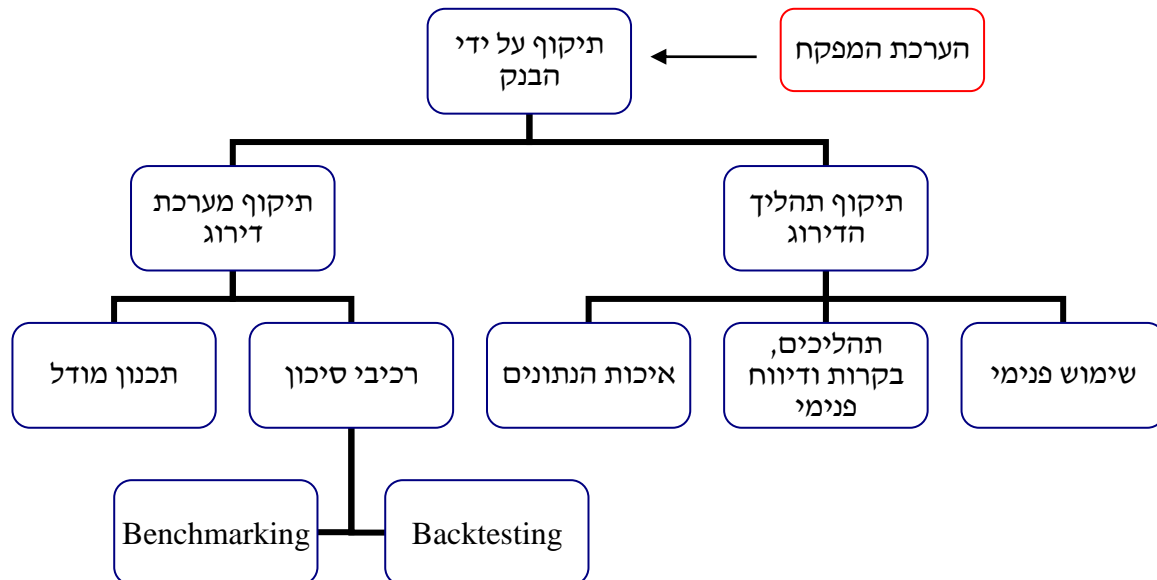 הערכת המפקח
תיקוף על ידי
הבנק
תיקוף תהליך
הדירוג
תיקוף מערכת
דירוג
שימוש פנימי
תהליכים,
בקרות ודיווח
פנימי
איכות הנתונים
רכיבי סיכון
תכנון מודל
Backtesting
Benchmarking